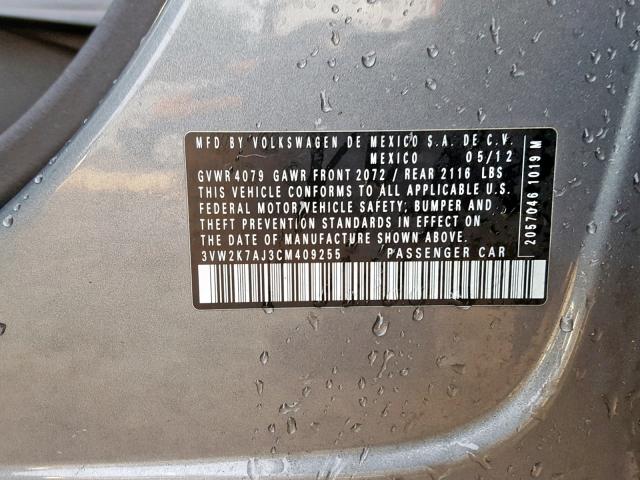 MFD BY VOLKSWAGEN DE MEXICO S.A. DE C.V.
MEXICO 05/12
GVWR 4079 GAWR FRONT 2072 / REAR 2116 LBS
THIS VEHICLE CONFORMS TO ALL APPLICABLE U.S.
FEDERAL MOTOR VEHICLE SAFETY, BUMPER AND
THEFT PREVENTION STANDARDS IN EFFECT ON
THE DATE OF MANUFACTURE SHOWN ABOVE.
3VW2K7AJ3CM409255 PASSENGER CAR
2057046 1019 M